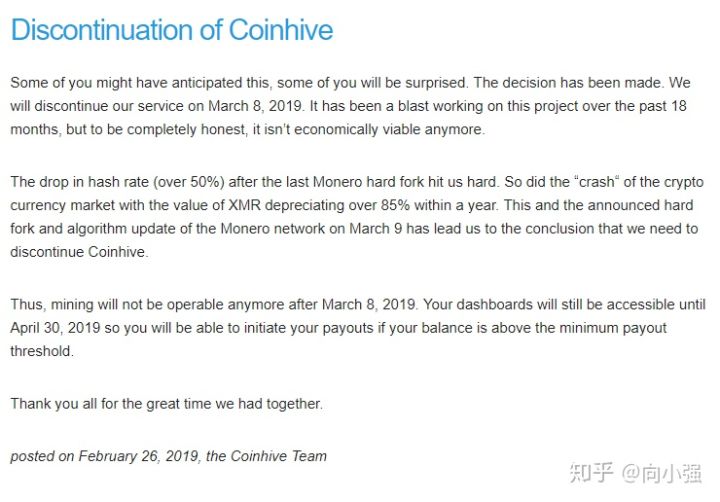 Discontinuation of Coinhive
Some of you might have anticipated this, some of you will be surprised. The decision has been made. We
will discontinue our service on March 8, 2019. It has been a blast working on this project over the past 18
months, but to be completely honest, it isn’t economically viable anymore.
The drop in hash rate (over 50%) after the last Monero hard fork hit us hard. So did the “crash“ of the crypto
currency market with the value of XMR depreciating over 85% within a year. This and the announced hard
fork and algorithm update of the Monero network on March 9 has lead us to the conclusion that we need to
discontinue Coinhive.
Thus, mining will not be operable anymore after March 8, 2019. Your dashboards will still be accessible until
April 30, 2019 so you will be able to initiate your payouts if your balance is above the minimum payout
threshold.
Thank you all for the great time we had together.
posted on February 26, 2019, the Coinhive Team
知乎 @向小强